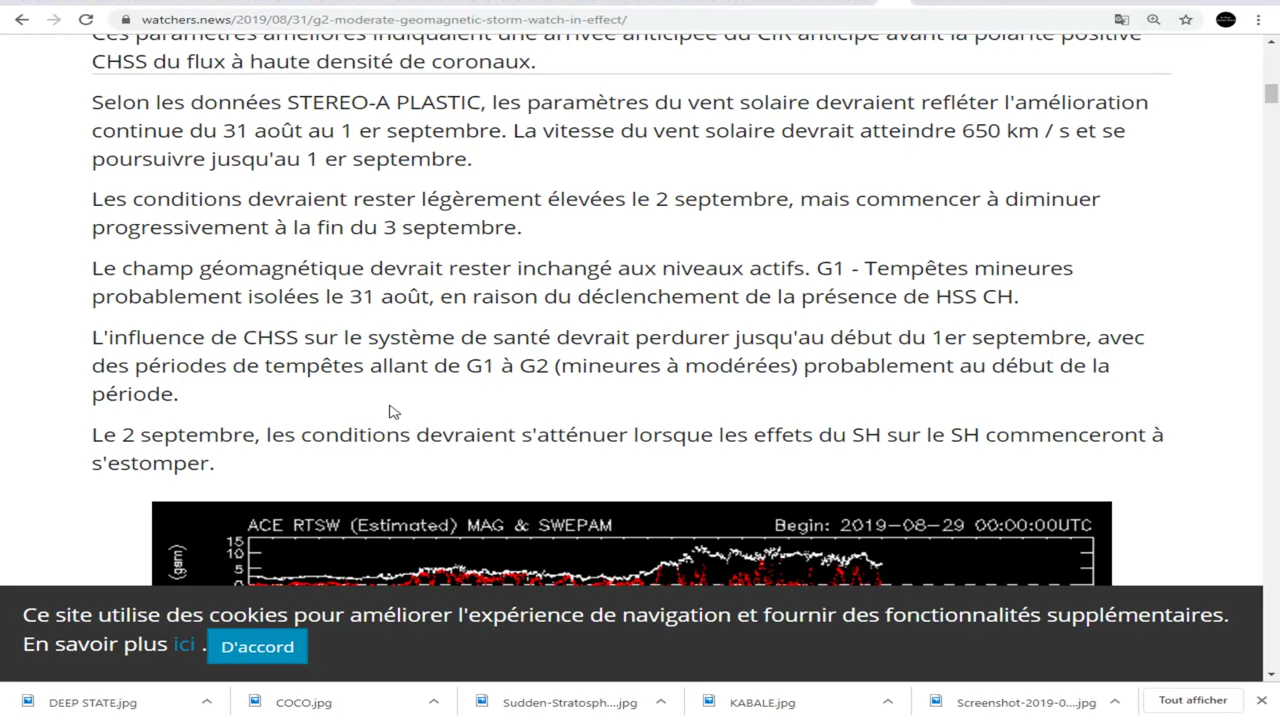 watchers.news/2019/08/31/g2-moderate-geomagnetic-storm-watch-in-effect/
Ces paramètres améliorés indiquaient une arrivée anticipée du CIR anticipé avant la polarité positive
CHSS du flux à haute densité de coronaux.
Selon les données STEREO-A PLASTIC, les paramètres du vent solaire devraient refléter l'amélioration
continue du 31 août au 1 er septembre. La vitesse du vent solaire devrait atteindre 650 km / s et se
poursuivre jusqu'au 1 er septembre.
Les conditions devraient rester légèrement élevées le 2 septembre, mais commencer à diminuer
progressivement à la fin du 3 septembre.
Le champ géomagnétique devrait rester inchangé aux niveaux actifs. G1 - Tempêtes mineures
probablement isolées le 31 août, en raison du déclenchement de la présence de HSS CH.
L'influence de CHSS sur le système de santé devrait perdurer jusqu'au début du 1er septembre, avec
des périodes de tempêtes allant de G1 à G2 (mineures à modérées) probablement au début de la
période.
Le 2 septembre, les conditions devraient s'atténuer lorsque les effets du SH sur le SH commenceront à
s'estomper.
ACE RTSW (Estimated) MAG & SWEPAM Begin: 2019-08-29 00:00:00UTC
15
10
5
0
(gsm)
Ce site utilise des cookies pour améliorer l'expérience de navigation et fournir des fonctionnalités supplémentaires.
En savoir plus ici . D'accord
DEEP STATE.jpg COCO.jpg Sudden-Stratosph....jpg KABALE.jpg Screenshot-2019-0....jpg Tout afficher